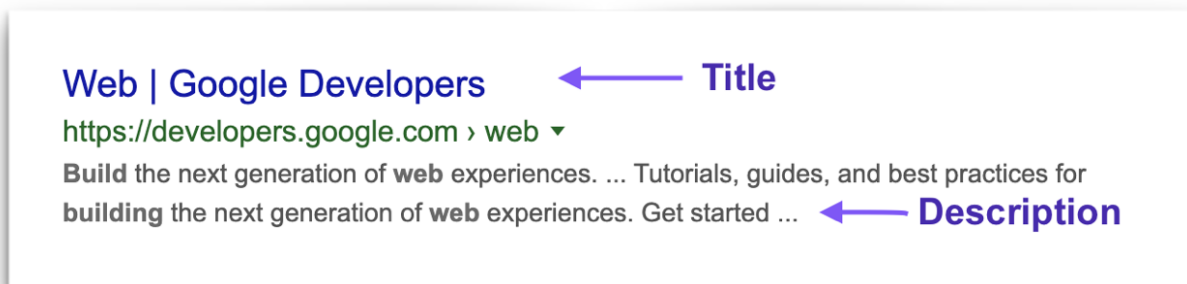 Web | Google Developers
Title
https://developers.google.com › web
Build the next generation of web experiences. ... Tutorials, guides, and best practices for
building the next generation of web experiences. Get started ...
Description